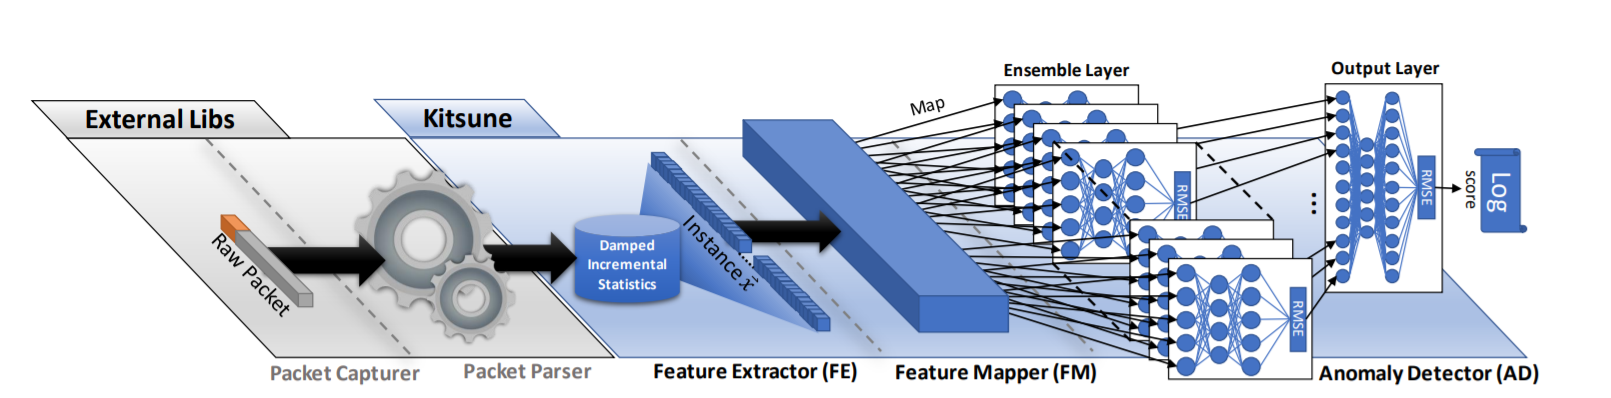 External Libs
Kitsune
Ensemble Layer
Output Layer
Map
Raw Packet
Damped
Incremental
Statistics
Instance x⃗
RMSE
RMSE
...
RMSE
score
Log
Packet Capturer
Packet Parser
Feature Extractor (FE)
Feature Mapper (FM)
Anomaly Detector (AD)